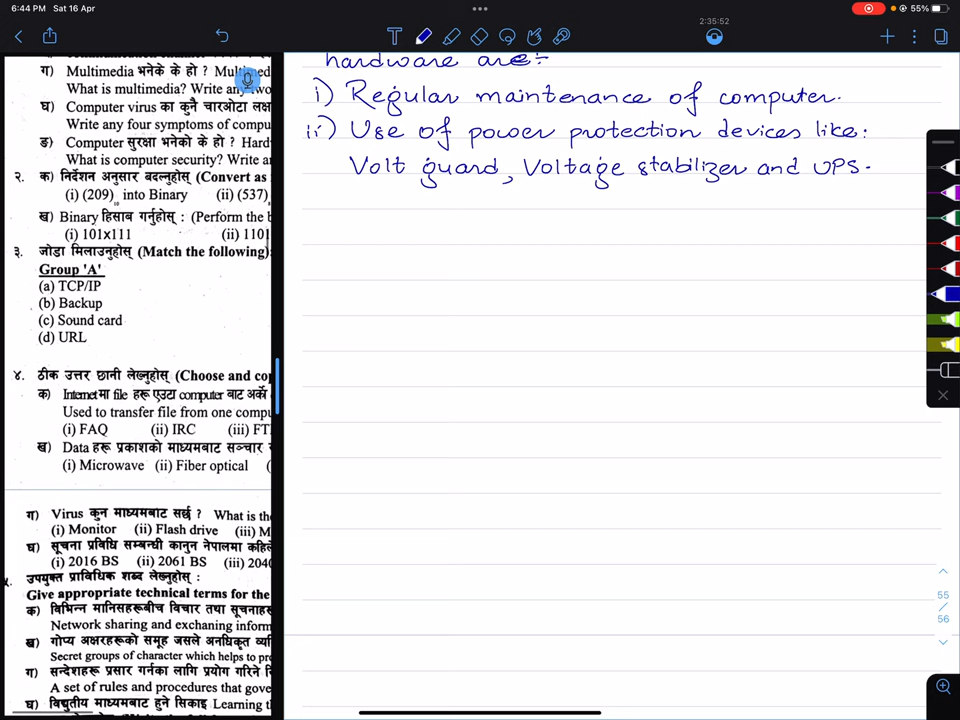 6:44 PM Sat 16 Apr
55%
2:35:52
ग) Multimedia भनेको के हो ?
What is multimedia? Write any two
घ) Computer virus का कुनै चारओटा लक्ष
Write any four symptoms of compu
ङ) Computer सुरक्षा भनेको के हो ? Hard
What is computer security? Write a
२. क) निर्देशन अनुसार बदल्नुहोस् (Convert as
(i) (209)10 into Binary (ii) (537)
ख) Binary हिसाब गर्नुहोस् : (Perform the b
(i) 101x111 (ii) 1101
३. जोडा मिलाउनुहोस् (Match the following)
Group 'A'
(a) TCP/IP
(b) Backup
(c) Sound card
(d) URL
४. ठीक उत्तर छानी लेख्नुहोस् (Choose and cop
क) Internet मा file हरू एउटा computer बाट अर्को
Used to transfer file from one compu
(i) FAQ (ii) IRC (iii) FT
ख) Data हरू प्रकाशको माध्यमबाट सञ्चार
(i) Microwave (ii) Fiber optical (
ग) Virus कुन माध्यमबाट सर्छ ? What is th
(i) Monitor (ii) Flash drive (iii) M
घ) सूचना प्रविधि सम्बन्धी कानुन नेपालमा कहिले
(i) 2016 BS (ii) 2061 BS (iii) 2040
५. उपयुक्त प्राविधिक शब्द लेख्नुहोस् :
Give appropriate technical terms for the
क) विभिन्न मानिसहरूबीच विचार तथा सूचनाहरू
Network sharing and exchaning inform
ख) गोप्य अक्षरहरूको समूह जसले अनधिकृत व्यक्ति
Secret groups of character which helps to pr
ग) सन्देशहरू प्रसार गर्नका लागि प्रयोग गरिने
A set of rules and procedures that gove
घ) विद्युतीय माध्यमबाट हुने सिकाइ Learning t
hardware are:-
i) Regular maintenance of computer.
ii) Use of power protection devices like:
Volt guard, Voltage stabilizer and UPS.
55
/
56